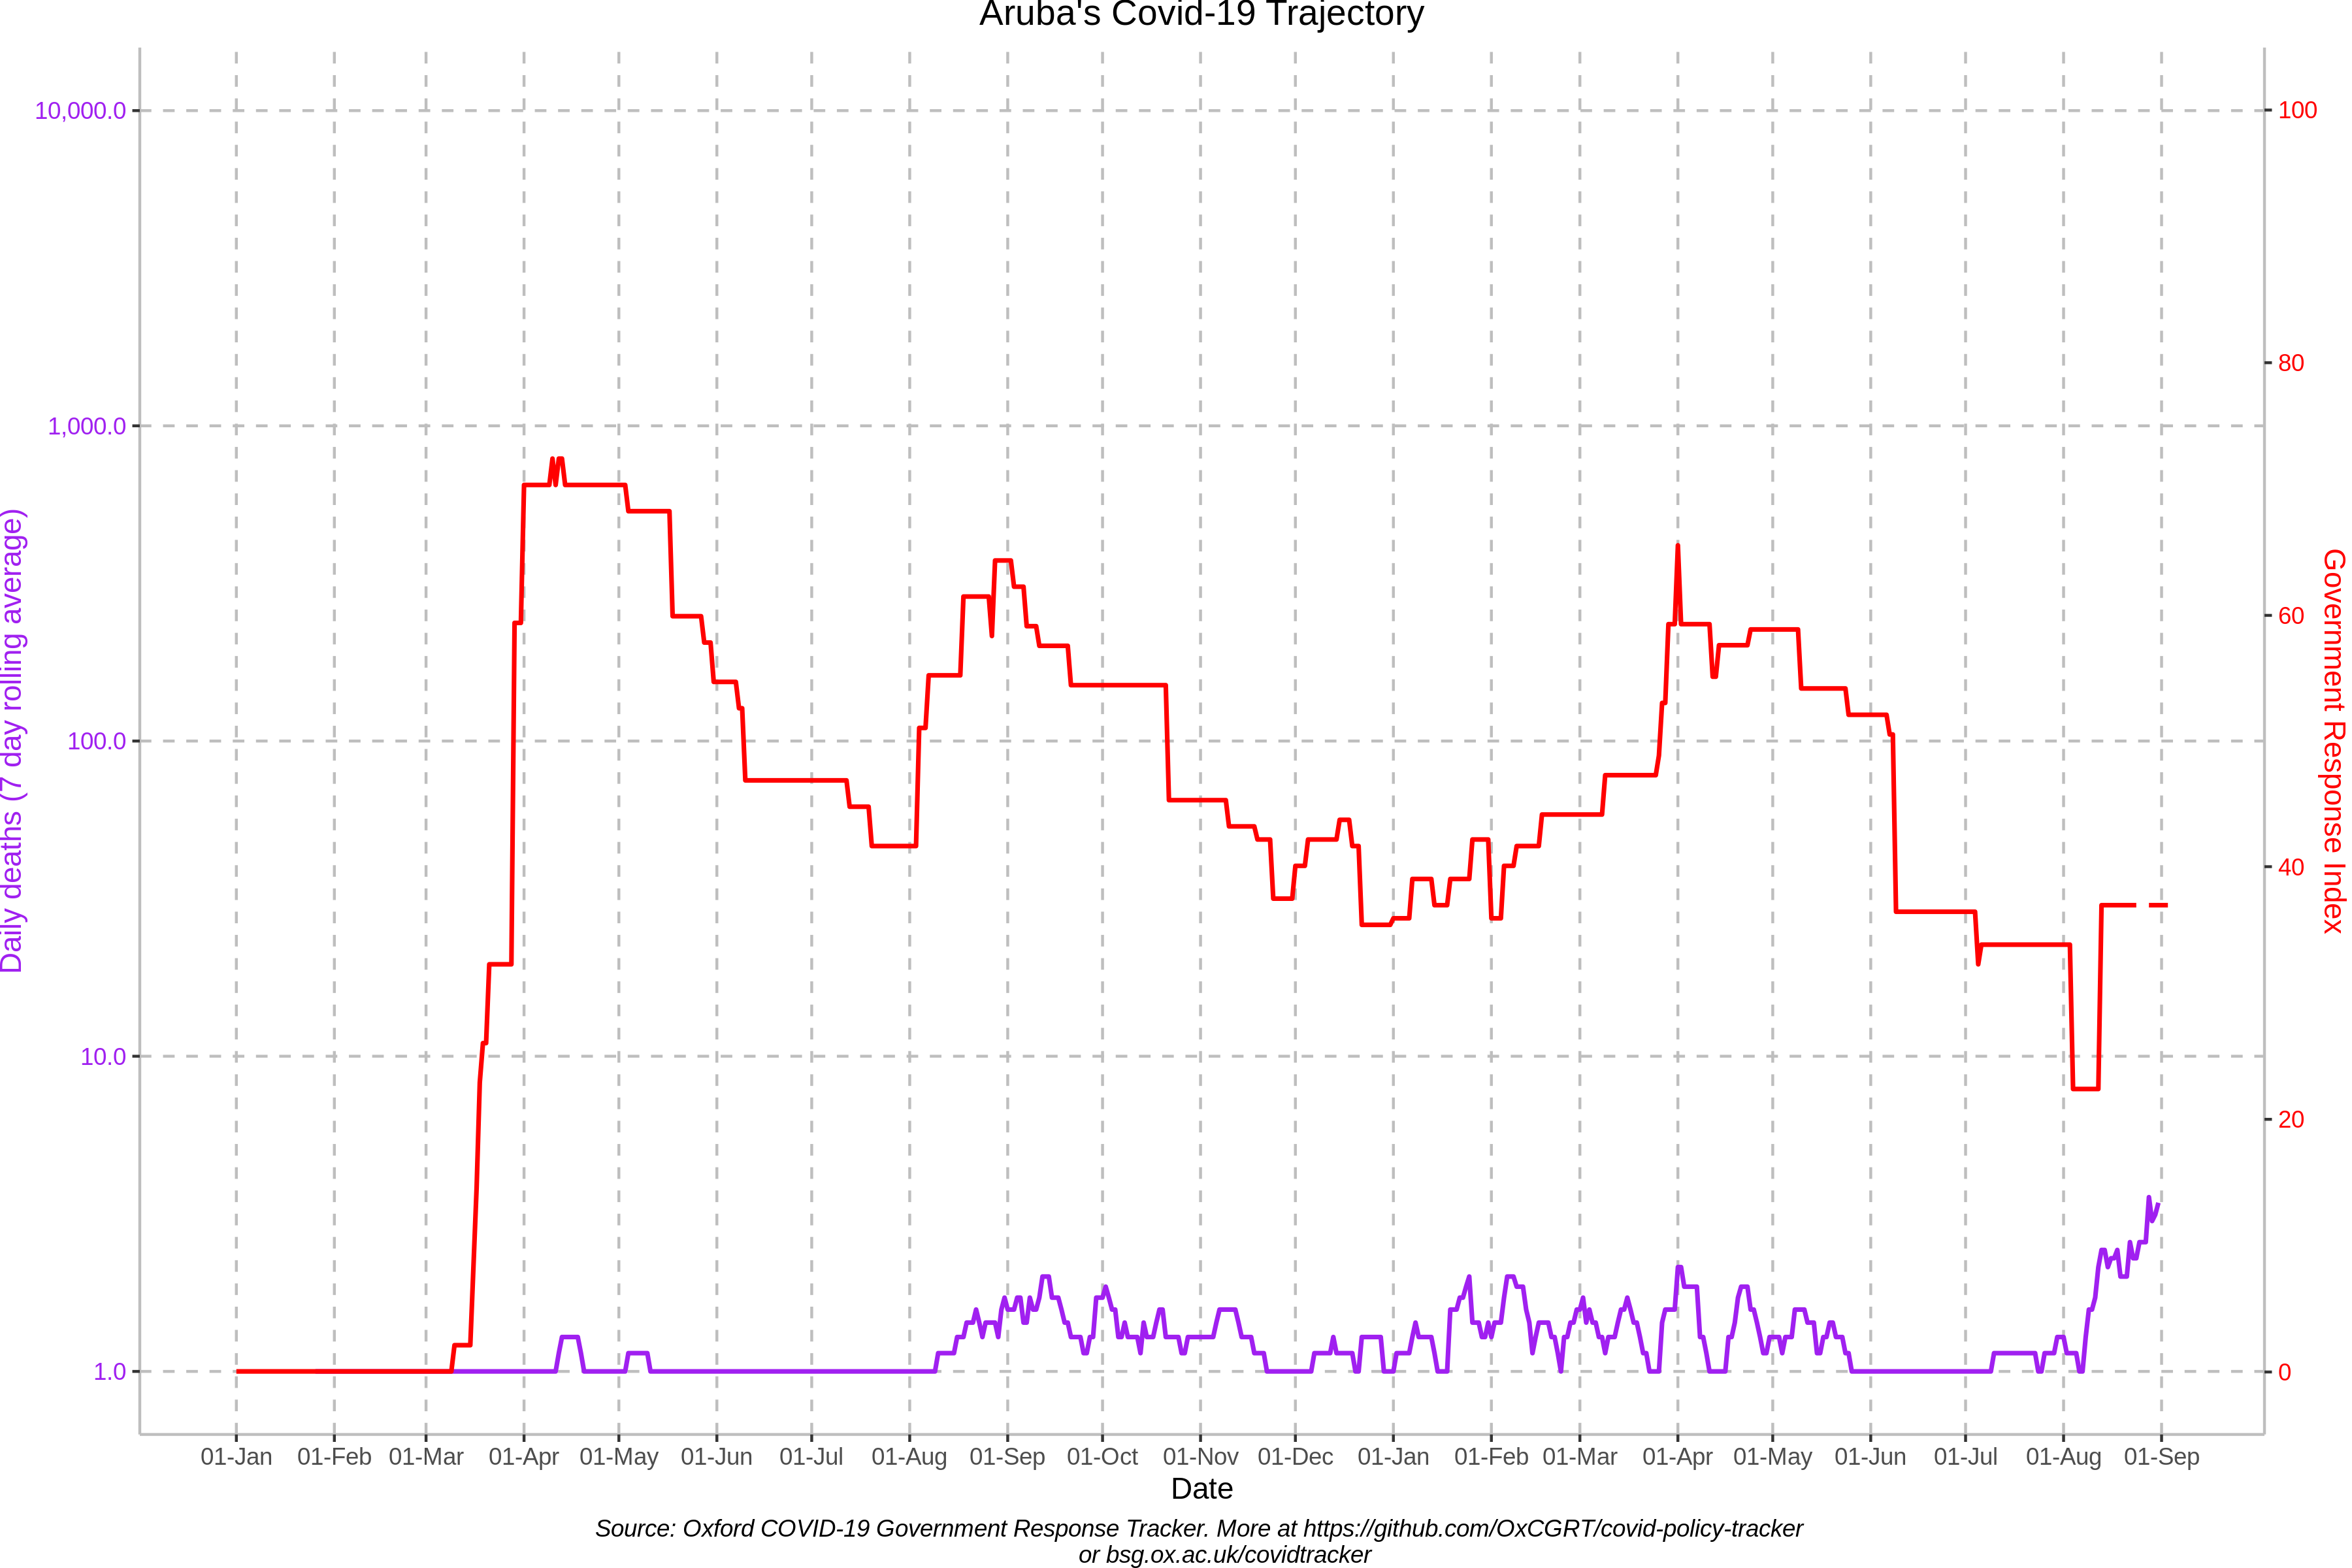 Aruba's Covid-19 Trajectory
10,000.0
1,000.0
100.0
10.0
1.0
Daily deaths (7 day rolling average)
100
80
60
40
20
0
Government Response Index
01-Jan 01-Feb 01-Mar 01-Apr 01-May 01-Jun 01-Jul 01-Aug 01-Sep 01-Oct 01-Nov 01-Dec 01-Jan 01-Feb 01-Mar 01-Apr 01-May 01-Jun 01-Jul 01-Aug 01-Sep
Date
Source: Oxford COVID-19 Government Response Tracker. More at https://github.com/OxCGRT/covid-policy-tracker
or bsg.ox.ac.uk/covidtracker